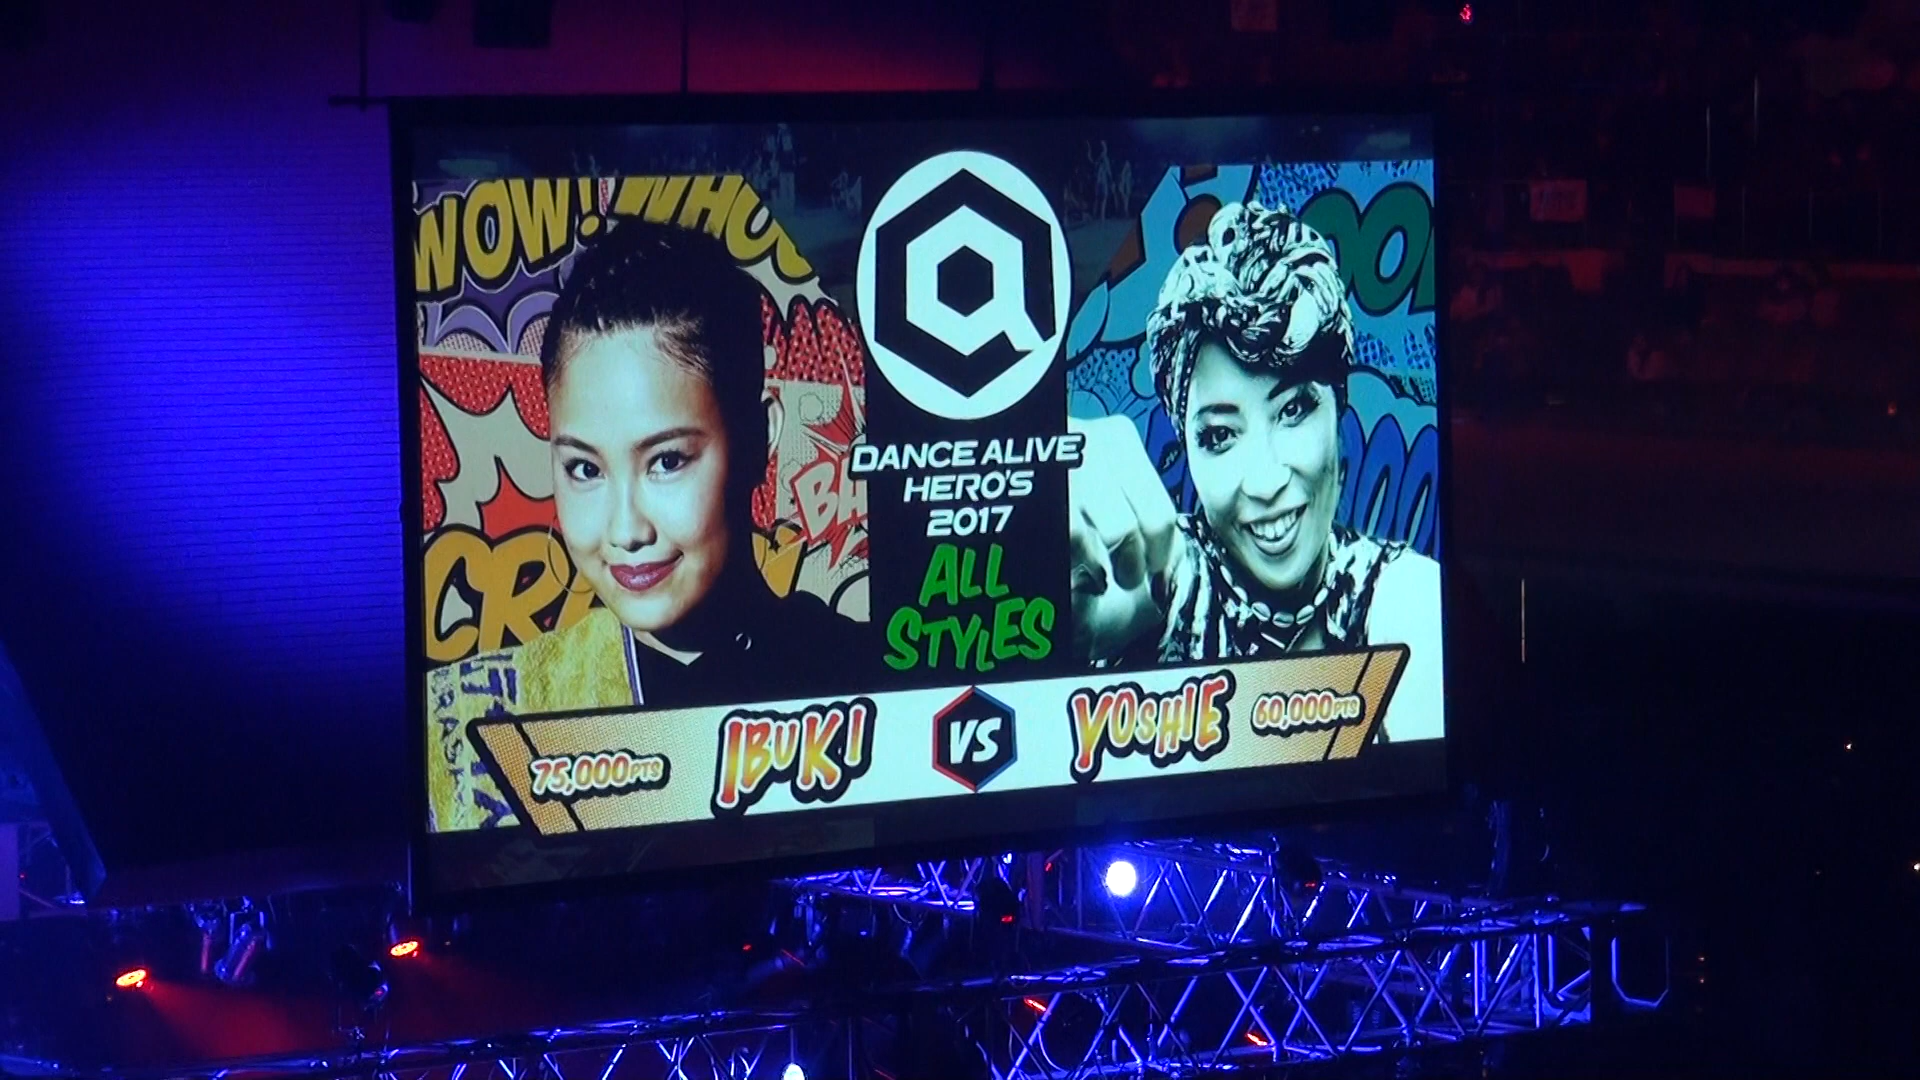 WOW!
DANCE ALIVE
HERO'S
2017
ALL
STYLES
75,000PTS IBUKI VS YOSHIE 60,000PTS